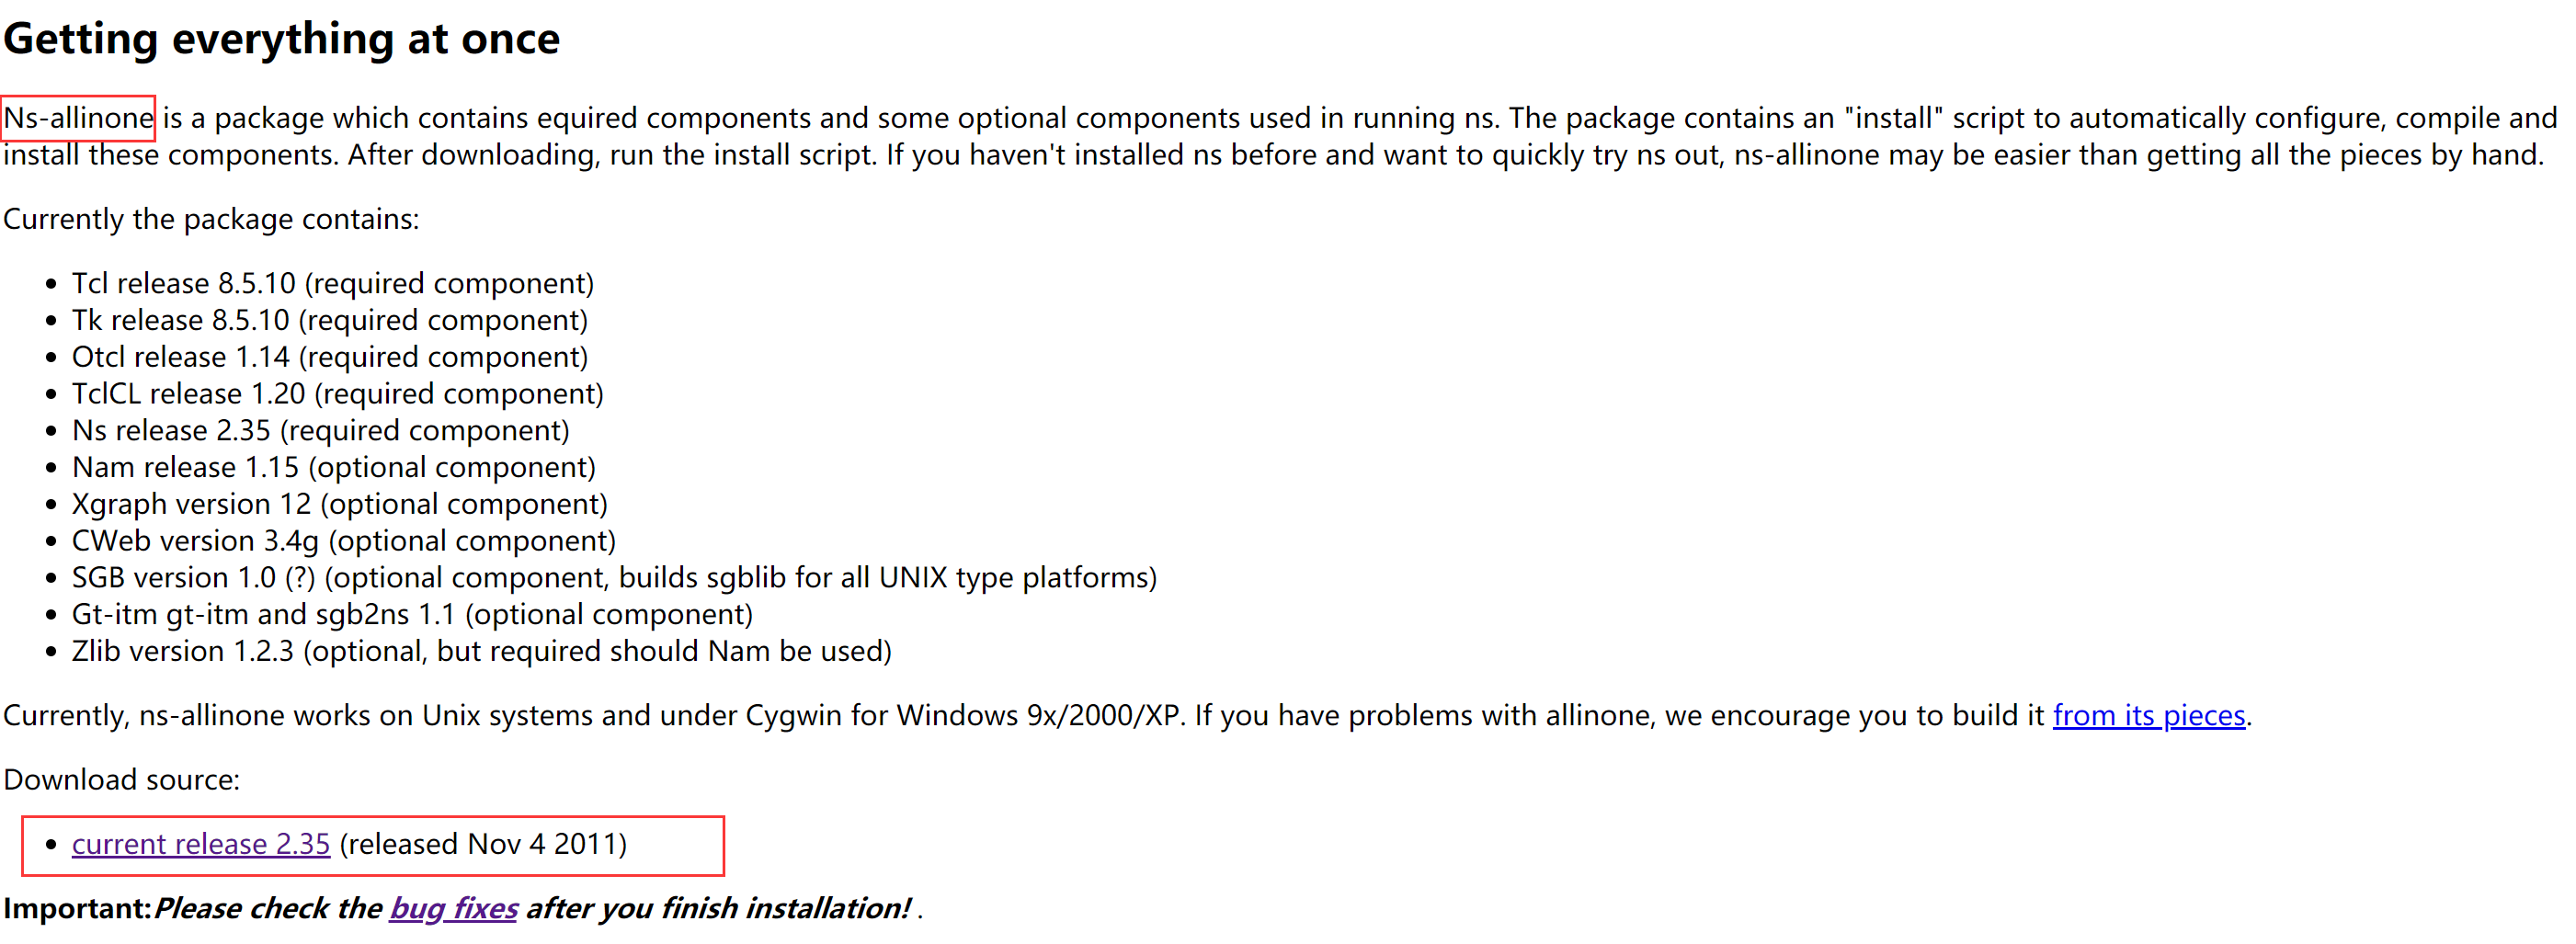 Getting everything at once
Ns-allinone is a package which contains equired components and some optional components used in running ns. The package contains an "install" script to automatically configure, compile and
install these components. After downloading, run the install script. If you haven't installed ns before and want to quickly try ns out, ns-allinone may be easier than getting all the pieces by hand.
Currently the package contains:
• Tcl release 8.5.10 (required component)
• Tk release 8.5.10 (required component)
• Otcl release 1.14 (required component)
• TclCL release 1.20 (required component)
• Ns release 2.35 (required component)
• Nam release 1.15 (optional component)
• Xgraph version 12 (optional component)
• CWeb version 3.4g (optional component)
• SGB version 1.0 (?) (optional component, builds sgblib for all UNIX type platforms)
• Gt-itm gt-itm and sgb2ns 1.1 (optional component)
• Zlib version 1.2.3 (optional, but required should Nam be used)
Currently, ns-allinone works on Unix systems and under Cygwin for Windows 9x/2000/XP. If you have problems with allinone, we encourage you to build it from its pieces.
Download source:
• current release 2.35 (released Nov 4 2011)
Important:Please check the bug fixes after you finish installation! .